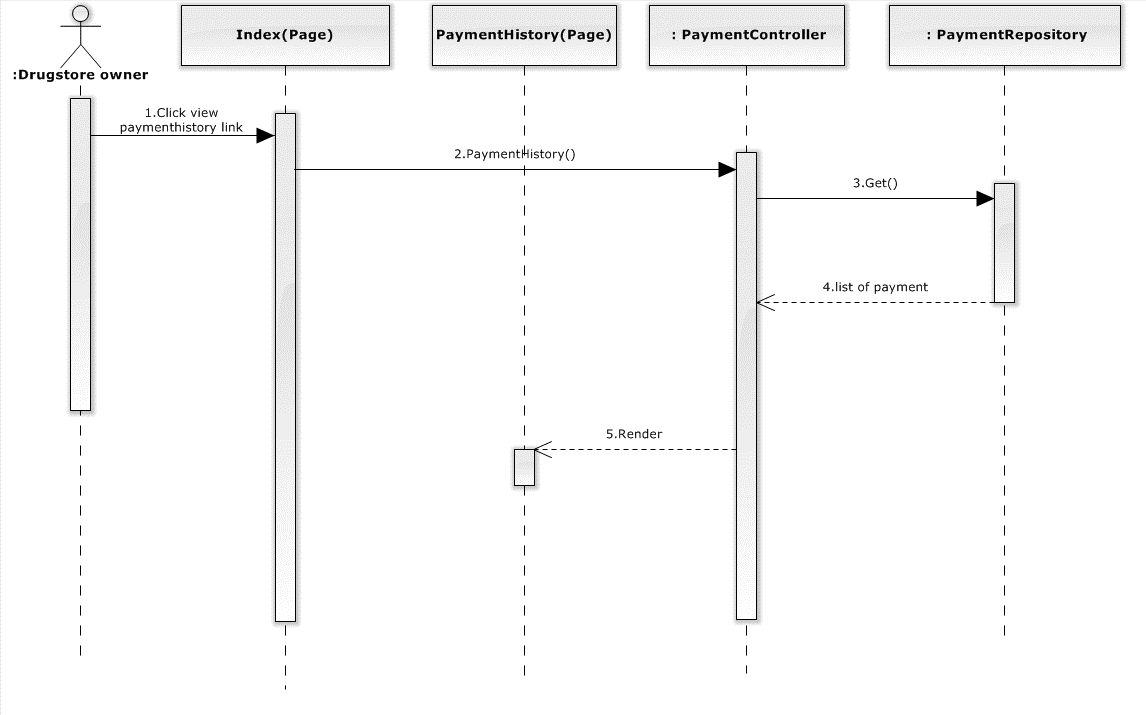 Index(Page)
PaymentHistory(Page)
: PaymentController
: PaymentRepository
:Drugstore owner
1.Click view
paymenthistory link
2.PaymentHistory()
3.Get()
4.list of payment
5.Render